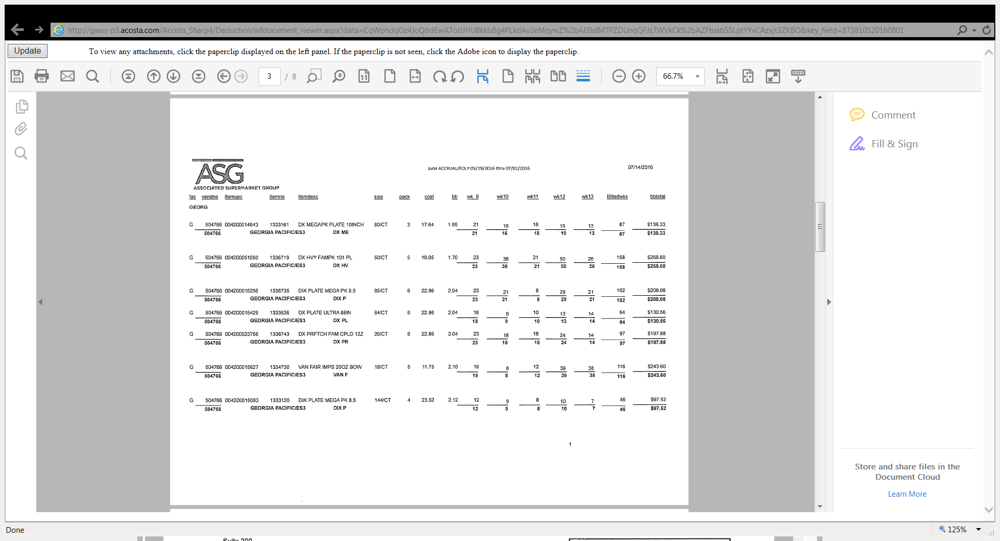 http://gwus-p3.acosta.com/Acosta_Sharp4/Deduction/wfdocument_viewer.aspx?data=CqWphdqOz4JoQtIdEwATodJHU8kkbBg4PLkdAv2eMqywZ%2bAE0aIM7PZDUnqQFJz7WVkCk%2bAZFtuabSSLptYYvCAzxjt3ZKBO&key_field=873810520160801
Update To view any attachments, click the paperclip displayed on the left panel. If the paperclip is not seen, click the Adobe icon to display the paperclip.
3 / 8 1:1 66.7%
Comment
Fill & Sign
ASG
ASSOCIATED SUPERMARKET GROUP
June ACCRUAL/EDLP 05/29/2016 thru 07/02/2016 07/14/2016
fac vendno itemupc itemno itemdesc size pack cost bb wk 9 wk10 wk11 wk12 wk13 Billedwks bbtotal
GEORG
G 504766 004200014843 1333161 DX MEGAPK PLATE 10INCH 80/CT 3 17.64 1.59 21 16 18 19 13 87 $138.33
504766 GEORGIA PACIFIC/ES3 DX ME 21 16 18 19 13 87 $138.33
G 504766 004200051050 1336719 DX HVY FAMPK 101 PL 50/CT 5 19.05 1.70 23 38 21 50 26 158 $268.60
504766 GEORGIA PACIFIC/ES3 DX HV 23 38 21 50 26 158 $268.60
G 504766 004200015296 1336735 DIX PLATE MEGA PK 8.5 85/CT 6 22.86 2.04 23 21 8 29 21 102 $208.08
504766 GEORGIA PACIFIC/ES3 DIX P 23 21 8 29 21 102 $208.08
G 504766 004200015429 1333526 DX PLATE ULTRA 85IN 64/CT 6 22.86 2.04 18 9 10 13 14 64 $130.56
504766 GEORGIA PACIFIC/ES3 DX PL 18 9 10 13 14 64 $130.56
G 504766 004200023756 1336743 DX PRFTCH FAM CPLD 12Z 26/CT 6 22.86 2.04 23 18 18 24 14 97 $197.88
504766 GEORGIA PACIFIC/ES3 DX PR 23 18 18 24 14 97 $197.88
G 504766 004200015627 1334730 VAN FAIR IMPS 20OZ BOW 18/CT 5 11.75 2.10 19 8 12 39 38 116 $243.60
504766 GEORGIA PACIFIC/ES3 VAN F 19 8 12 39 38 116 $243.60
G 504766 004200015093 1333120 DIX PLATE MEGA PK 8.5 144/CT 4 23.52 2.12 12 9 8 10 7 46 $97.52
504766 GEORGIA PACIFIC/ES3 DIX P 12 9 8 10 7 46 $97.52
1
Store and share files in the
Document Cloud
Learn More
Done 125%
Suite 200